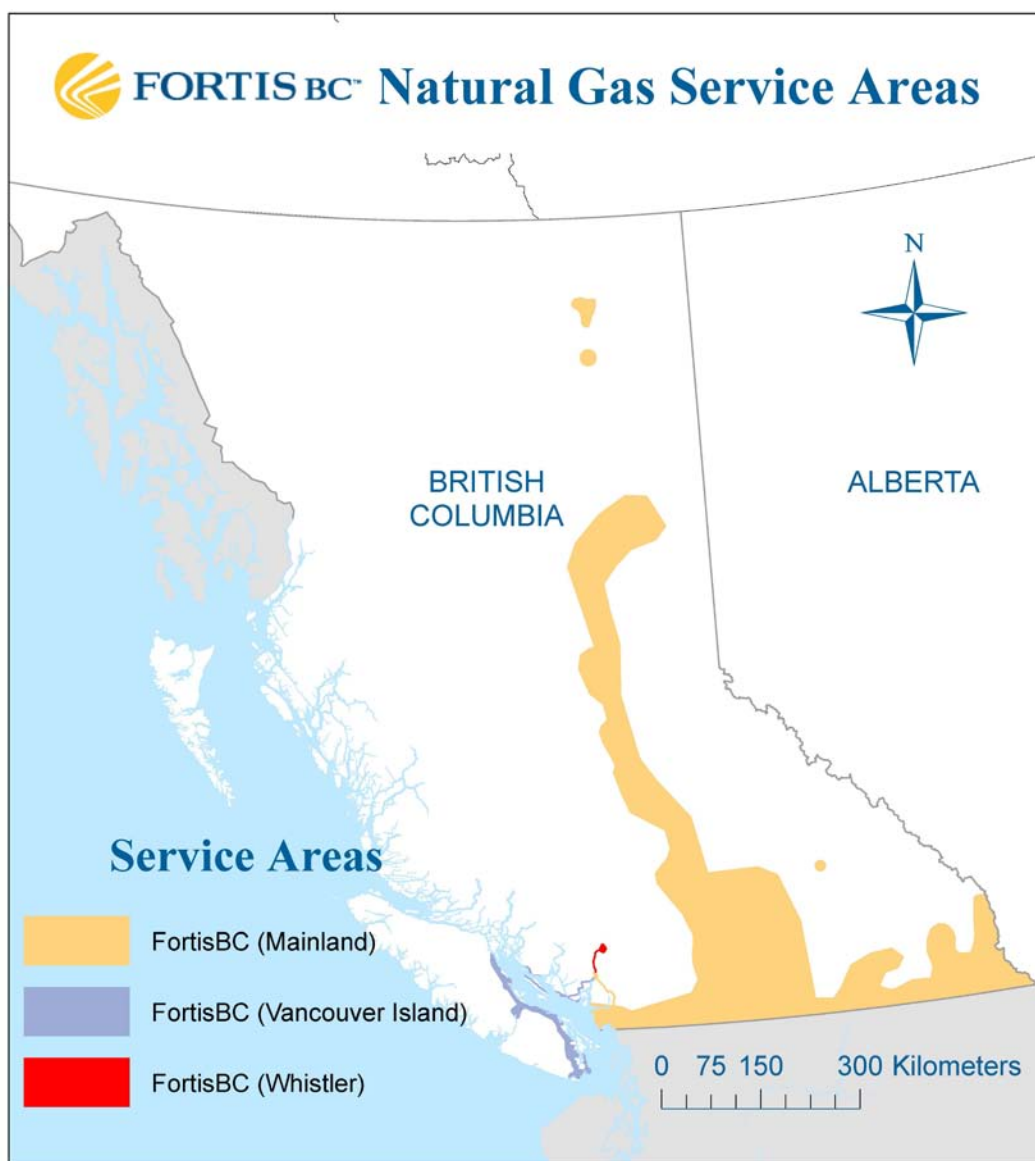 FORTIS BC™ Natural Gas Service Areas
N
BRITISH
COLUMBIA
ALBERTA
Service Areas
FortisBC (Mainland)
FortisBC (Vancouver Island)
FortisBC (Whistler)
0 75 150 300 Kilometers